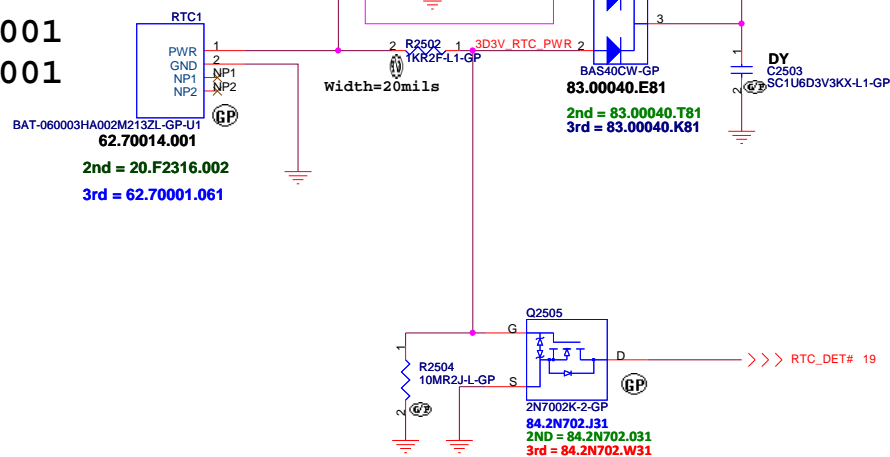 001
001
RTC1
PWR
GND
NP1
NP2
1
2
NP1
NP2
GP
BAT-060003HA002M213ZL-GP-U1
62.70014.001
2nd = 20.F2316.002
3rd = 62.70001.061
2 R2502 1
1KR2F-L1-GP
Width=20mils
3D3V_RTC_PWR 2
3
BAS40CW-GP
83.00040.E81
2nd = 83.00040.T81
3rd = 83.00040.K81
1
DY
C2503
SC1U6D3V3KX-L1-GP
2
G/P
Q2505
G
D
S
GP
2N7002K-2-GP
84.2N702.J31
2ND = 84.2N702.031
3rd = 84.2N702.W31
RTC_DET# 19
1
R2504
10MR2J-L-GP
2
G/P